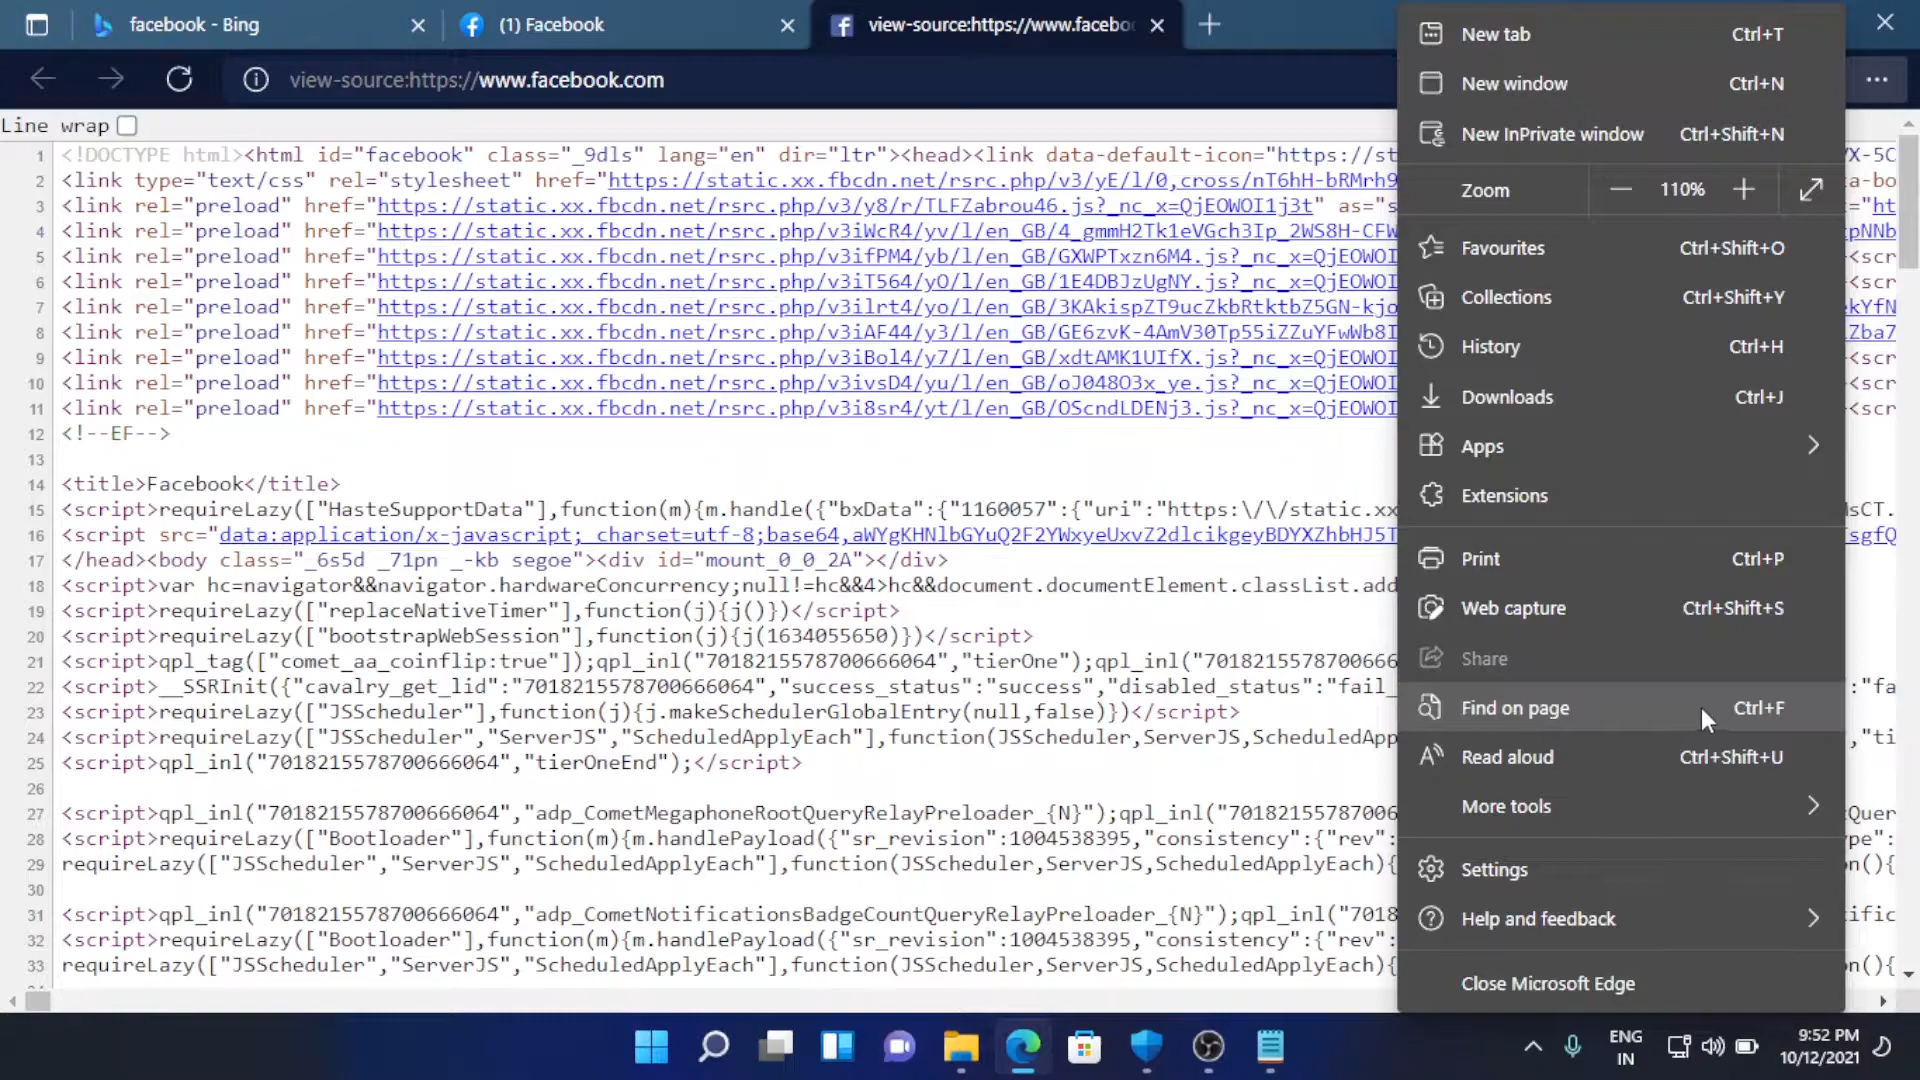 facebook - Bing
(1) Facebook
view-source:https://www.facebo
view-source:https://www.facebook.com
Line wrap
1 <!DOCTYPE html><html id="facebook" class="_9dls" lang="en" dir="ltr"><head><link data-default-icon="https://st
2 <link type="text/css" rel="stylesheet" href="https://static.xx.fbcdn.net/rsrc.php/v3/yE/l/0,cross/nT6hH-bRMrh9
3 <link rel="preload" href="https://static.xx.fbcdn.net/rsrc.php/v3/y8/r/TLFZabrou46.js?_nc_x=QjEOWOI1j3t" as="s
4 <link rel="preload" href="https://static.xx.fbcdn.net/rsrc.php/v3iWcR4/yv/l/en_GB/4_gmmH2Tk1eVGch3Ip_2WS8H-CFW
5 <link rel="preload" href="https://static.xx.fbcdn.net/rsrc.php/v3ifPM4/yb/l/en_GB/GXWPTxzn6M4.js?_nc_x=QjEOWOI
6 <link rel="preload" href="https://static.xx.fbcdn.net/rsrc.php/v3iT564/yO/l/en_GB/1E4DBJzUgNY.js?_nc_x=QjEOWOI
7 <link rel="preload" href="https://static.xx.fbcdn.net/rsrc.php/v3ilrt4/yo/l/en_GB/3KAkispZT9ucZkbRtktbZ5GN-kjo
8 <link rel="preload" href="https://static.xx.fbcdn.net/rsrc.php/v3iAF44/y3/l/en_GB/GE6zvK-4AmV30Tp55iZZuYFwWb8I
9 <link rel="preload" href="https://static.xx.fbcdn.net/rsrc.php/v3iBol4/y7/l/en_GB/xdtAMK1UIfX.js?_nc_x=QjEOWOI
10 <link rel="preload" href="https://static.xx.fbcdn.net/rsrc.php/v3ivsD4/yu/l/en_GB/oJ048O3x_ye.js?_nc_x=QjEOWOI
11 <link rel="preload" href="https://static.xx.fbcdn.net/rsrc.php/v3i8sr4/yt/l/en_GB/OScndLDENj3.js?_nc_x=QjEOWOI
12 <!--EF-->
13
14 <title>Facebook</title>
15 <script>requireLazy(["HasteSupportData"],function(m){m.handle({"bxData":{"1160057":{"uri":"https:\/\/static.xx
16 <script src="data:application/x-javascript; charset=utf-8;base64,aWYgKHNlbGYuQ2F2YWxyeUxvZ2dlcikgeyBDYXZhbHJ5T
17 </head><body class="_6s5d _71pn _-kb segoe"><div id="mount_0_0_2A"></div>
18 <script>var hc=navigator&&navigator.hardwareConcurrency;null!=hc&&4>hc&&document.documentElement.classList.add
19 <script>requireLazy(["replaceNativeTimer"],function(j){j()})</script>
20 <script>requireLazy(["bootstrapWebSession"],function(j){j(1634055650)})</script>
21 <script>qpl_tag(["comet_aa_coinflip:true"]);qpl_inl("7018215578700666064","tierOne");qpl_inl("7018215578700666
22 <script>__SSRInit({"cavalry_get_lid":"7018215578700666064","success_status":"success","disabled_status":"fail_
23 <script>requireLazy(["JSScheduler"],function(j){j.makeSchedulerGlobalEntry(null,false)})</script>
24 <script>requireLazy(["JSScheduler","ServerJS","ScheduledApplyEach"],function(JSScheduler,ServerJS,ScheduledApp
25 <script>qpl_inl("7018215578700666064","tierOneEnd");</script>
26
27 <script>qpl_inl("7018215578700666064","adp_CometMegaphoneRootQueryRelayPreloader_{N}");qpl_inl("70182155787006
28 <script>requireLazy(["Bootloader"],function(m){m.handlePayload({"sr_revision":1004538395,"consistency":{"rev":
29 requireLazy(["JSScheduler","ServerJS","ScheduledApplyEach"],function(JSScheduler,ServerJS,ScheduledApplyEach){
30
31 <script>qpl_inl("7018215578700666064","adp_CometNotificationsBadgeCountQueryRelayPreloader_{N}");qpl_inl("7018
32 <script>requireLazy(["Bootloader"],function(m){m.handlePayload({"sr_revision":1004538395,"consistency":{"rev":
33 requireLazy(["JSScheduler","ServerJS","ScheduledApplyEach"],function(JSScheduler,ServerJS,ScheduledApplyEach){
New tab Ctrl+T
New window Ctrl+N
New InPrivate window Ctrl+Shift+N
Zoom 110%
Favourites Ctrl+Shift+O
Collections Ctrl+Shift+Y
History Ctrl+H
Downloads Ctrl+J
Apps
Extensions
Print Ctrl+P
Web capture Ctrl+Shift+S
Share
Find on page Ctrl+F
Read aloud Ctrl+Shift+U
More tools
Settings
Help and feedback
Close Microsoft Edge
ENG
IN
9:52 PM
10/12/2021